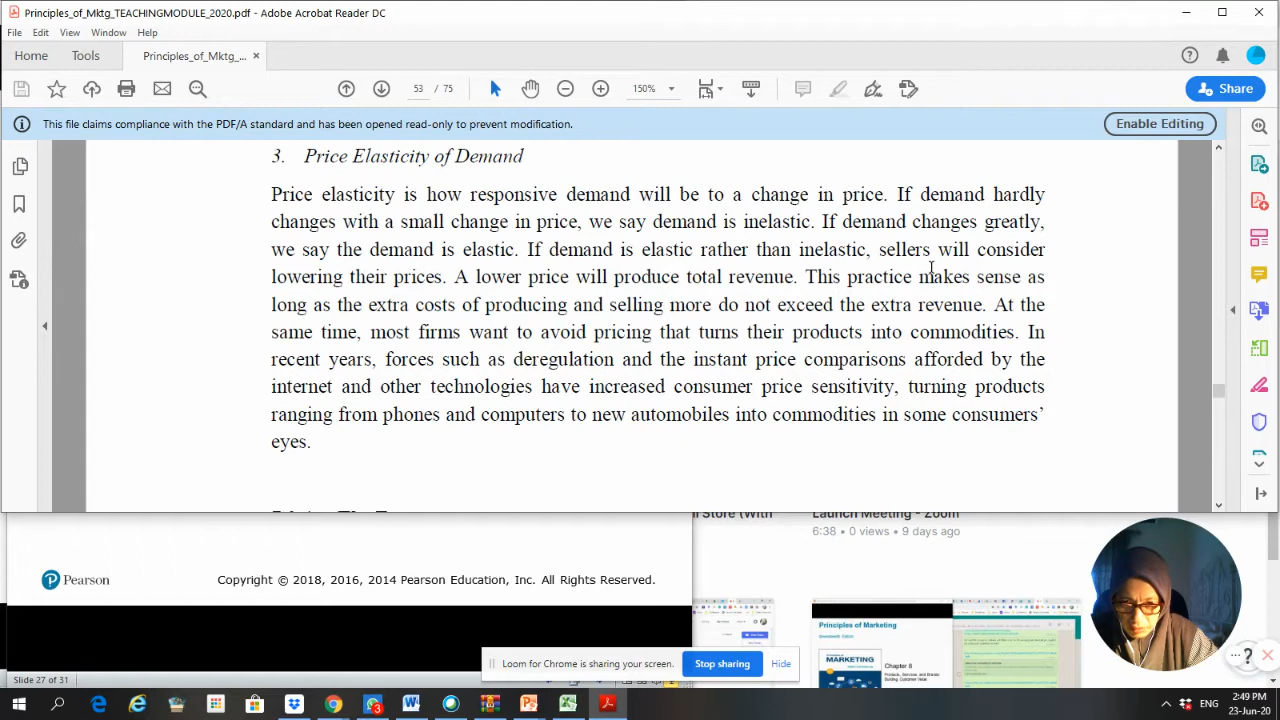 Principles_of_Mktg_TEACHINGMODULE_2020.pdf - Adobe Acrobat Reader DC
File Edit View Window Help
Home Tools Principles_of_Mktg_... ×
53 / 75 150% Share
This file claims compliance with the PDF/A standard and has been opened read-only to prevent modification. Enable Editing
3. Price Elasticity of Demand
Price elasticity is how responsive demand will be to a change in price. If demand hardly
changes with a small change in price, we say demand is inelastic. If demand changes greatly,
we say the demand is elastic. If demand is elastic rather than inelastic, sellers will consider
lowering their prices. A lower price will produce total revenue. This practice makes sense as
long as the extra costs of producing and selling more do not exceed the extra revenue. At the
same time, most firms want to avoid pricing that turns their products into commodities. In
recent years, forces such as deregulation and the instant price comparisons afforded by the
internet and other technologies have increased consumer price sensitivity, turning products
ranging from phones and computers to new automobiles into commodities in some consumers’
eyes.
l Store (With Launch Meeting - Zoom
6:38 • 0 views • 9 days ago
Pearson Copyright © 2018, 2016, 2014 Pearson Education, Inc. All Rights Reserved.
Principles of Marketing
MARKETING
Chapter 8
Products, Services, and Brands:
Building Customer Value
Loom for Chrome is sharing your screen. Stop sharing Hide
Slide 27 of 31
ENG 2:49 PM
23-Jun-20